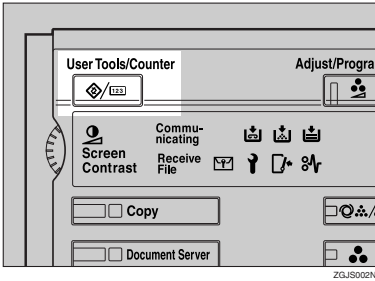 User Tools/Counter
Adjust/Progra
123
Commu-
nicating
Screen
Contrast
Receive
File
Copy
Document Server
ZGJS002N